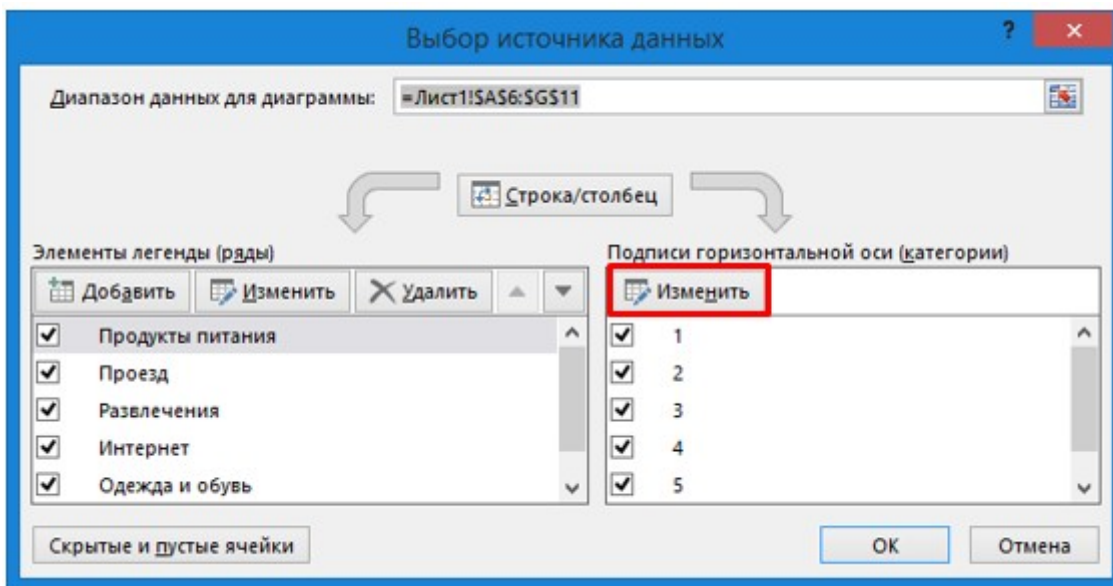 Выбор источника данных ?
Диапазон данных для диаграммы: =Лист1!$A$6:$G$11
Строка/столбец
Элементы легенды (ряды)
Добавить Изменить Удалить
Продукты питания
Проезд
Развлечения
Интернет
Одежда и обувь
Подписи горизонтальной оси (категории)
Изменить
1
2
3
4
5
Скрытые и пустые ячейки
ОК Отмена